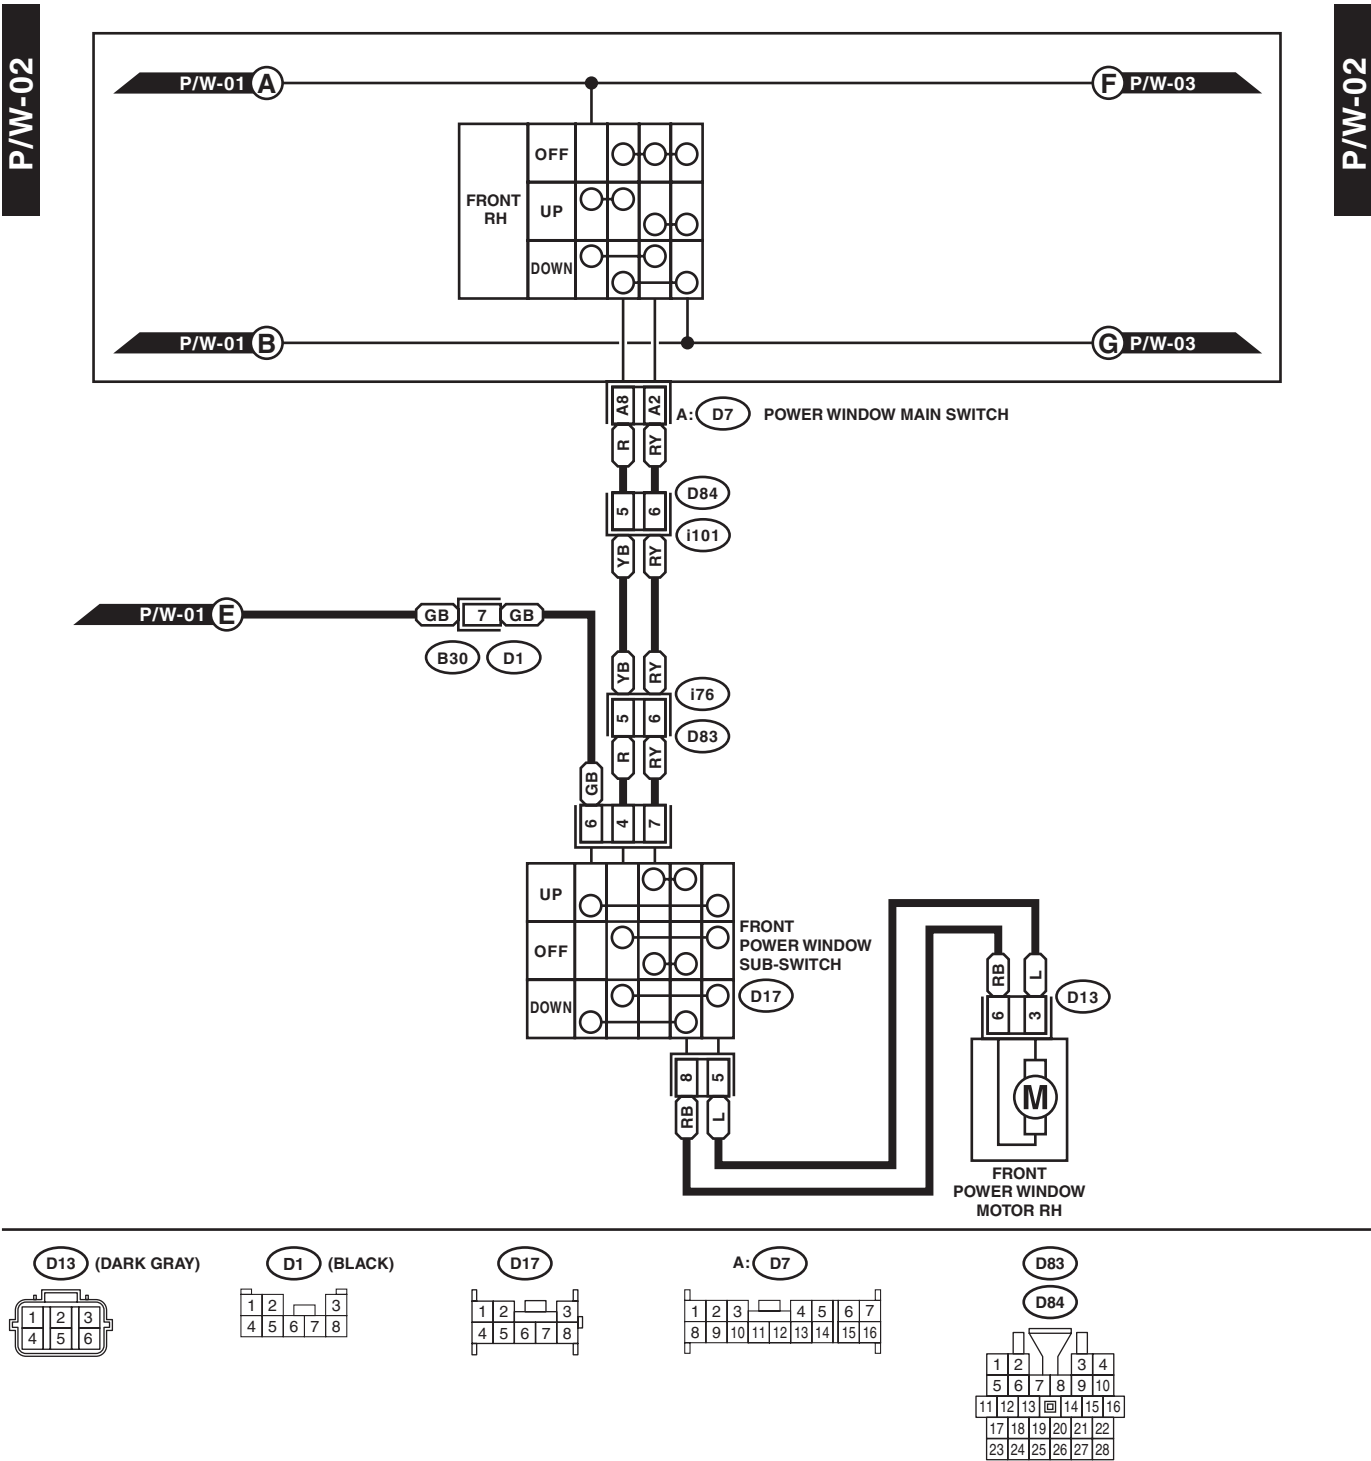 P/W-02
P/W-02
P/W-01 A
F P/W-03
FRONT
RH
OFF
UP
DOWN
P/W-01 B
G P/W-03
A8 A2
A: D7 POWER WINDOW MAIN SWITCH
R RY
D84
5 6
i101
YB RY
P/W-01 E
GB 7 GB
B30 D1
YB RY
i76
5 6
D83
R RY
GB
6 4 7
UP
OFF
DOWN
FRONT
POWER WINDOW
SUB-SWITCH
D17
RB L
6 3
D13
8 5
RB L
M
FRONT
POWER WINDOW
MOTOR RH
D13 (DARK GRAY)
1 2 3
4 5 6
D1 (BLACK)
1 2 3
4 5 6 7 8
D17
1 2 3
4 5 6 7 8
A: D7
1 2 3 4 5 6 7
8 9 10 11 12 13 14 15 16
D83
D84
1 2 3 4
5 6 7 8 9 10
11 12 13 14 15 16
17 18 19 20 21 22
23 24 25 26 27 28